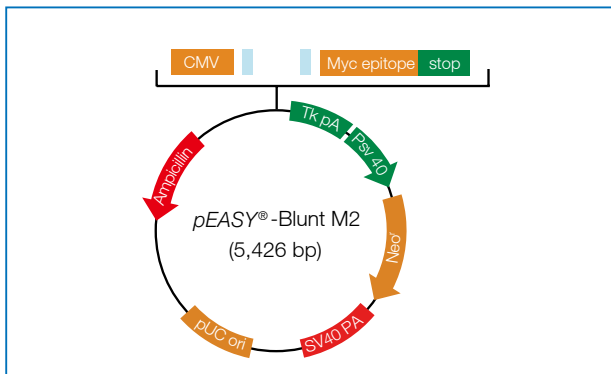 CMV
Myc epitope
stop
Tk pA
Psv 40
Ampicillin
Neoʳ
pEASY®-Blunt M2
(5,426 bp)
pUC ori
SV40 PA